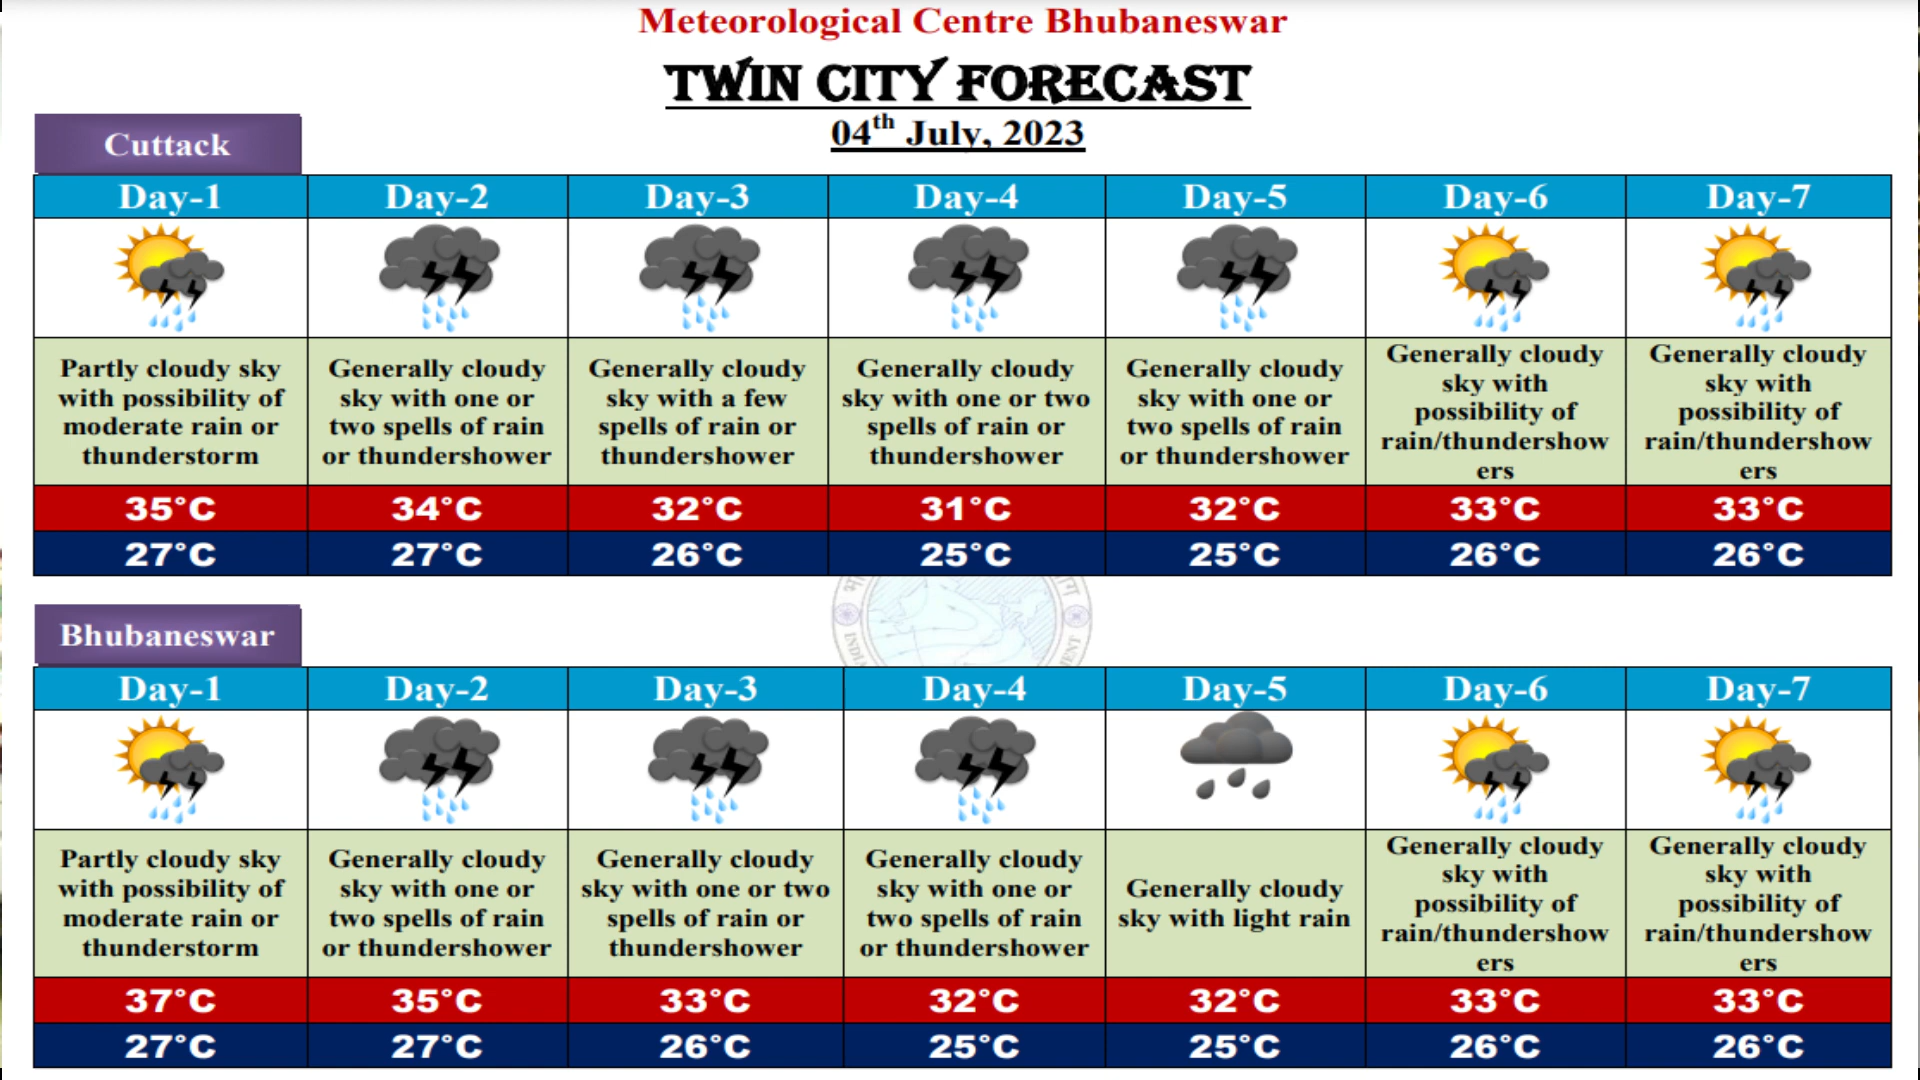 Meteorological Centre Bhubaneswar
TWIN CITY FORECAST
04th July, 2023
Cuttack
Day-1 Day-2 Day-3 Day-4 Day-5 Day-6 Day-7
Partly cloudy sky
with possibility of
moderate rain or
thunderstorm
Generally cloudy
sky with one or
two spells of rain
or thundershower
Generally cloudy
sky with a few
spells of rain or
thundershower
Generally cloudy
sky with one or two
spells of rain or
thundershower
Generally cloudy
sky with one or
two spells of rain
or thundershower
Generally cloudy
sky with
possibility of
rain/thundershow
ers
Generally cloudy
sky with
possibility of
rain/thundershow
ers
35°C 34°C 32°C 31°C 32°C 33°C 33°C
27°C 27°C 26°C 25°C 25°C 26°C 26°C
Bhubaneswar
Day-1 Day-2 Day-3 Day-4 Day-5 Day-6 Day-7
Partly cloudy sky
with possibility of
moderate rain or
thunderstorm
Generally cloudy
sky with one or
two spells of rain
or thundershower
Generally cloudy
sky with one or two
spells of rain or
thundershower
Generally cloudy
sky with one or
two spells of rain
or thundershower
Generally cloudy
sky with light rain
Generally cloudy
sky with
possibility of
rain/thundershow
ers
Generally cloudy
sky with
possibility of
rain/thundershow
ers
37°C 35°C 33°C 32°C 32°C 33°C 33°C
27°C 27°C 26°C 25°C 25°C 26°C 26°C